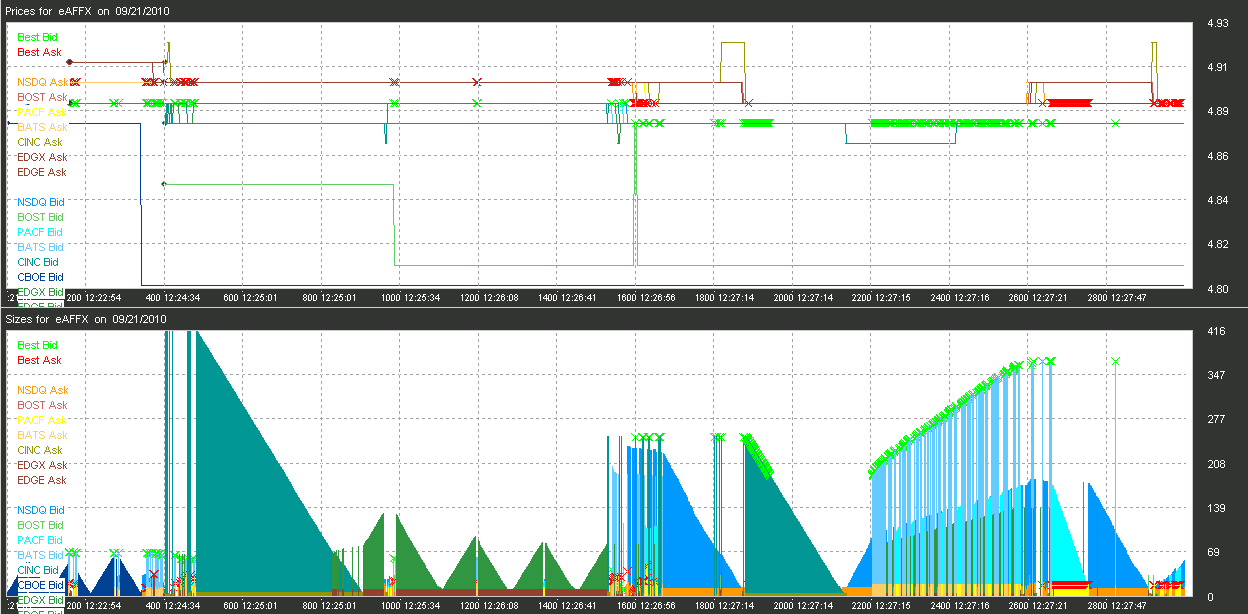 Prices for eAFFX on 09/21/2010
4.93
Best Bid
Best Ask
4.91
NSDQ Ask
BOST Ask
PACF Ask
4.89
BATS Ask
CINC Ask
EDGX Ask
4.86
EDGE Ask
NSDQ Bid
4.84
BOST Bid
PACF Bid
BATS Bid
4.82
CINC Bid
CBOE Bid
EDGX Bid
4.80
200 12:22:54 400 12:24:34 600 12:25:01 800 12:25:01 1000 12:25:34 1200 12:26:08 1400 12:26:41 1600 12:26:56 1800 12:27:14 2000 12:27:14 2200 12:27:15 2400 12:27:16 2600 12:27:21 2800 12:27:47
Sizes for eAFFX on 09/21/2010
416
Best Bid
Best Ask
347
NSDQ Ask
BOST Ask
PACF Ask
277
BATS Ask
CINC Ask
EDGX Ask
208
EDGE Ask
NSDQ Bid
139
BOST Bid
PACF Bid
BATS Bid
69
CINC Bid
CBOE Bid
EDGX Bid
0
200 12:22:54 400 12:24:34 600 12:25:01 800 12:25:01 1000 12:25:34 1200 12:26:08 1400 12:26:41 1600 12:26:56 1800 12:27:14 2000 12:27:14 2200 12:27:15 2400 12:27:16 2600 12:27:21 2800 12:27:47